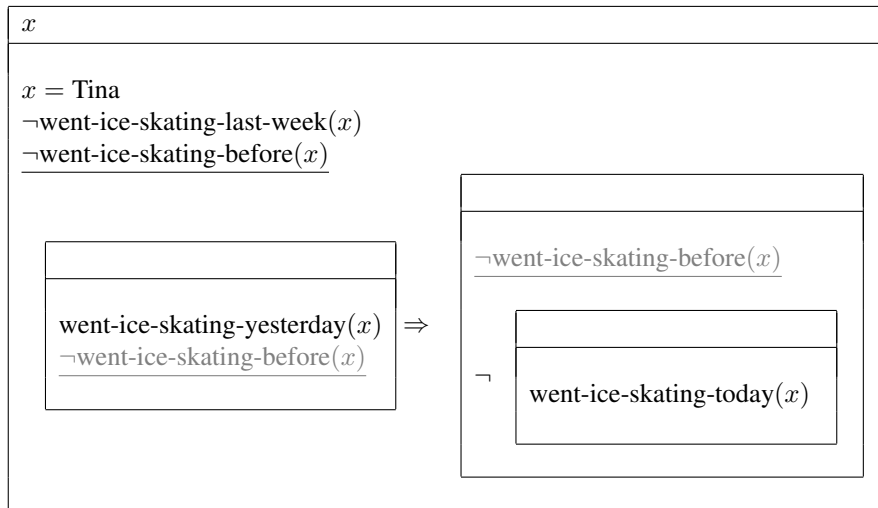 x
x = Tina
¬went-ice-skating-last-week(x)
¬went-ice-skating-before(x)
¬went-ice-skating-before(x)
went-ice-skating-yesterday(x) ⇒
¬went-ice-skating-before(x)
¬
went-ice-skating-today(x)